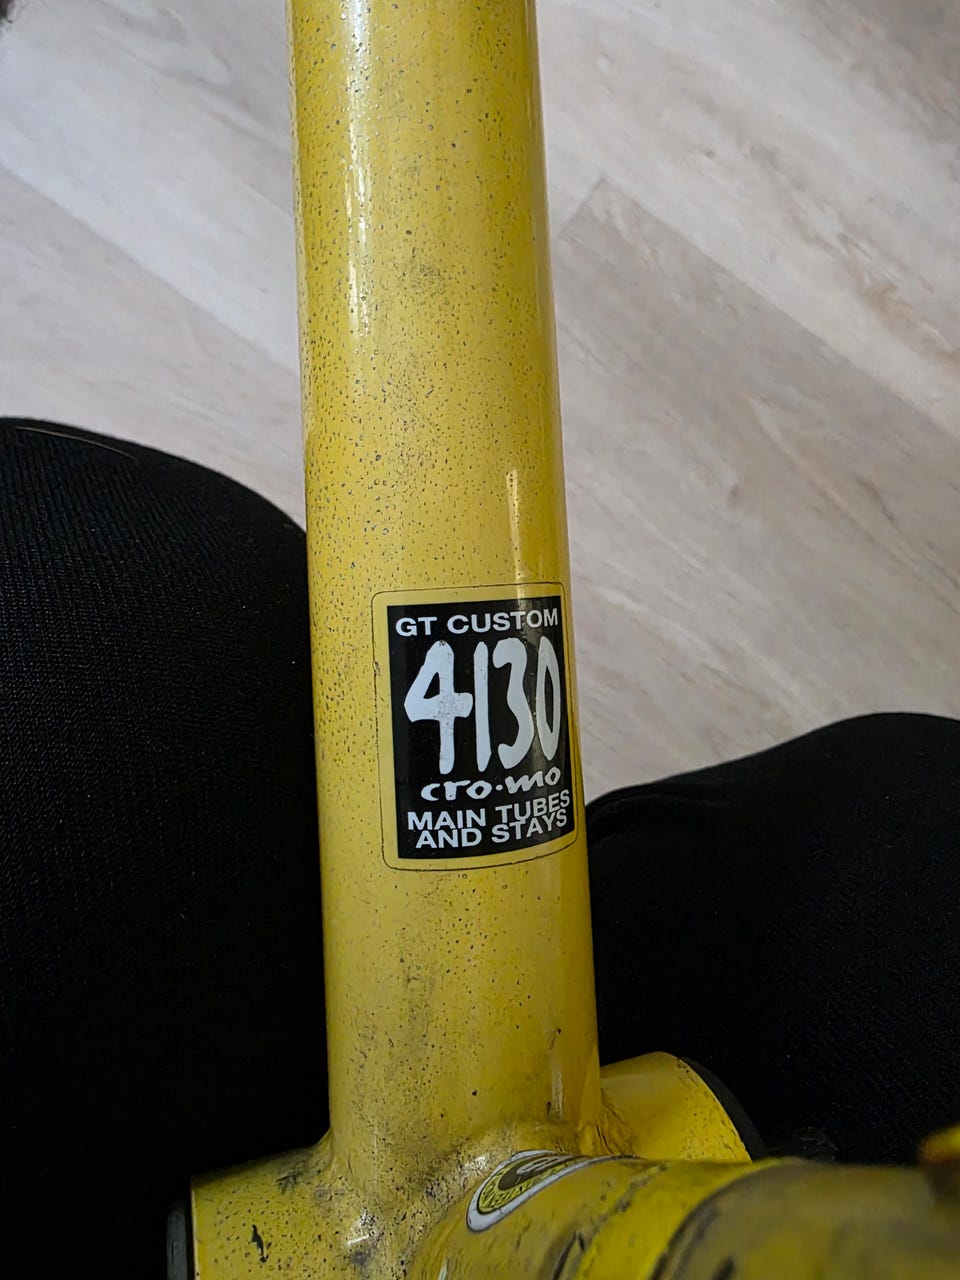 GT CUSTOM
4130
cro·mo
MAIN TUBES
AND STAYS